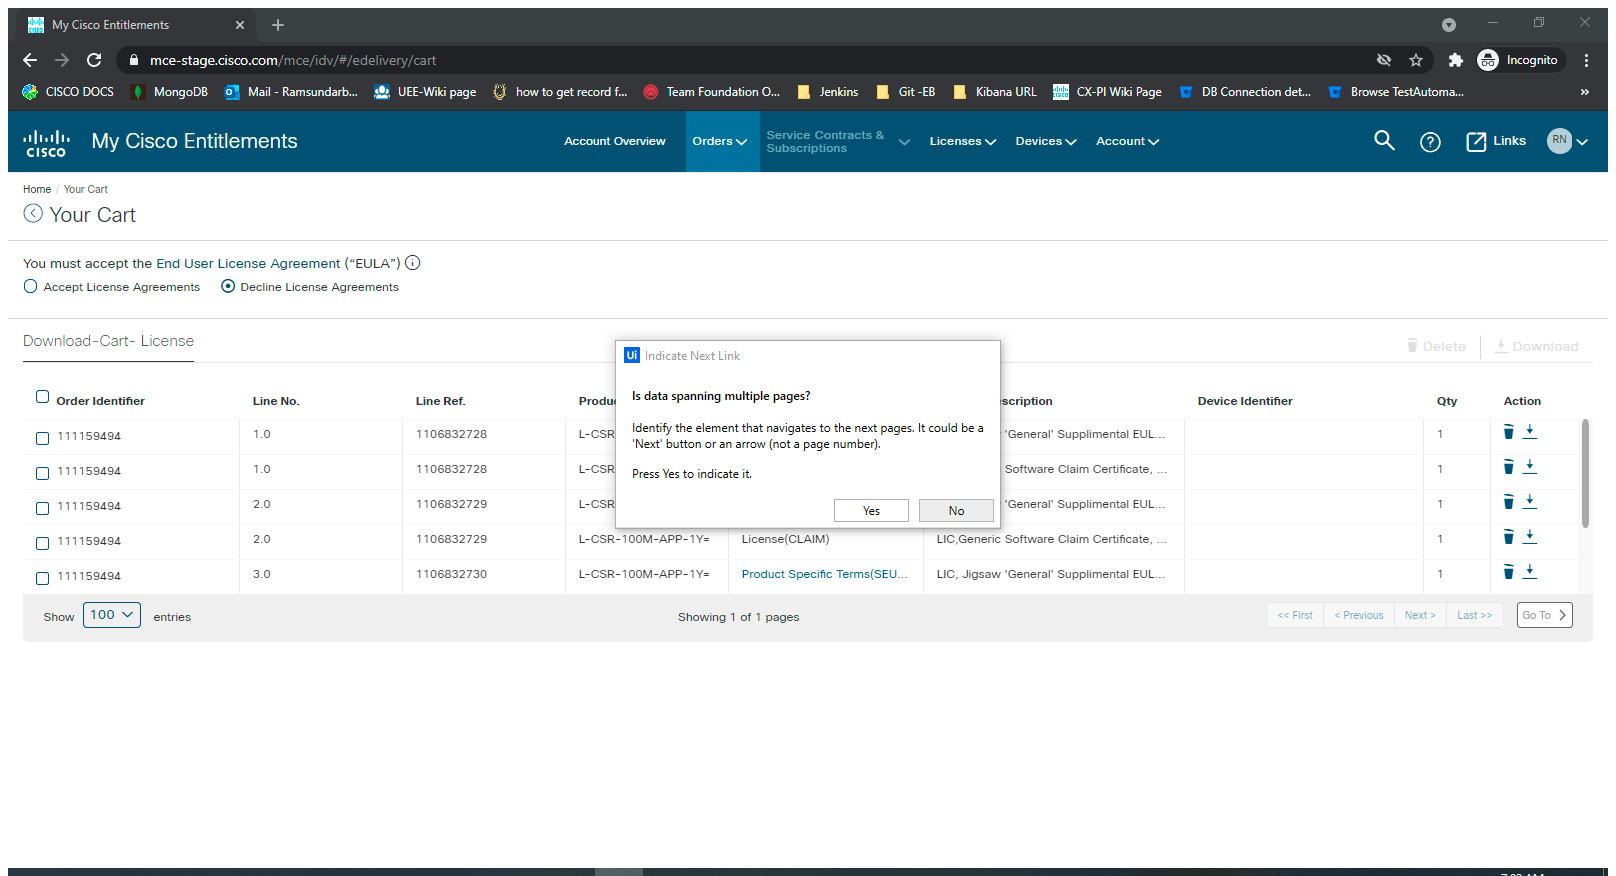 My Cisco Entitlements
mce-stage.cisco.com/mce/idv/#/edelivery/cart
Incognito
CISCO DOCS
MongoDB
Mail - Ramsundarb...
UEE-Wiki page
how to get record f...
Team Foundation O...
Jenkins
Git -EB
Kibana URL
CX-PI Wiki Page
DB Connection det...
Browse TestAutoma...
»
CISCO
My Cisco Entitlements
Account Overview
Orders
Service Contracts &
Subscriptions
Licenses
Devices
Account
Links
RN
Home / Your Cart
Your Cart
You must accept the End User License Agreement (“EULA”)
Accept License Agreements
Decline License Agreements
Download-Cart- License
Delete
Download
Order Identifier Line No. Line Ref. Produ scription Device Identifier Qty Action
111159494 1.0 1106832728 L-CSR 'General' Supplimental EUL... 1
111159494 1.0 1106832728 L-CSR Software Claim Certificate, ... 1
111159494 2.0 1106832729 L-CSR 'General' Supplimental EUL... 1
111159494 2.0 1106832729 L-CSR-100M-APP-1Y= License(CLAIM) LIC,Generic Software Claim Certificate, ... 1
111159494 3.0 1106832730 L-CSR-100M-APP-1Y= Product Specific Terms(SEU... LIC, Jigsaw 'General' Supplimental EUL... 1
Ui Indicate Next Link
Is data spanning multiple pages?
Identify the element that navigates to the next pages. It could be a
'Next' button or an arrow (not a page number).
Press Yes to indicate it.
Yes
No
Show 100 entries
Showing 1 of 1 pages
<< First
< Previous
Next >
Last >>
Go To